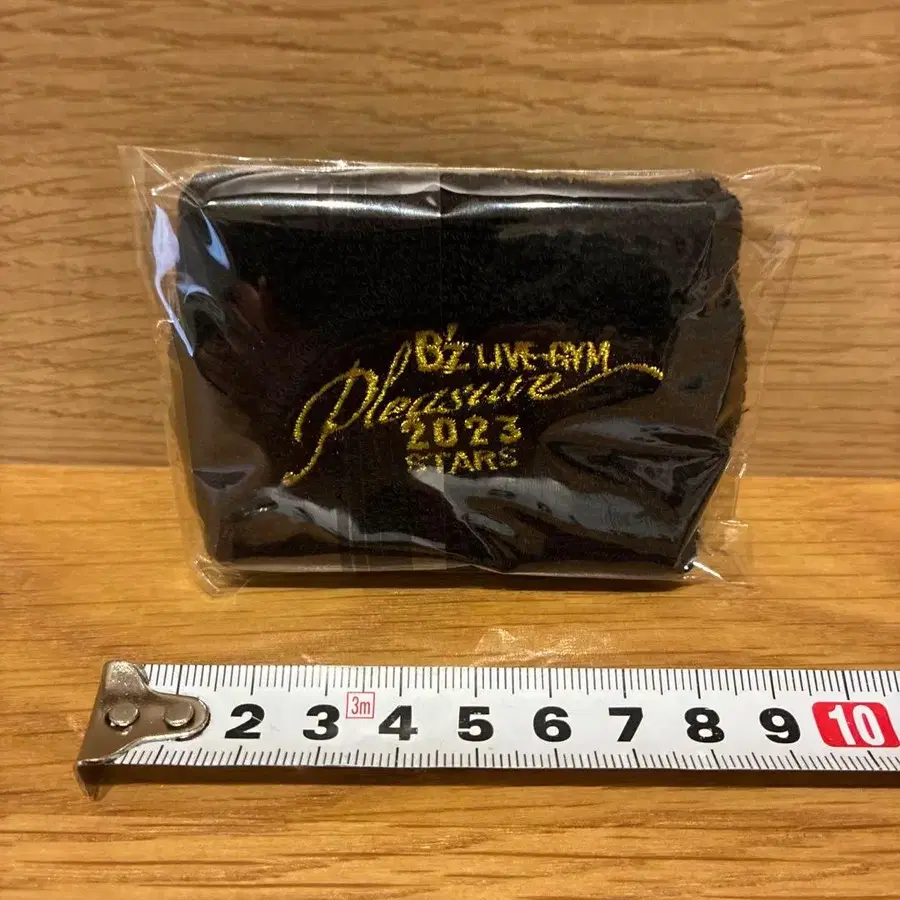 B'z LIVE-GYM
Pleasure
2023
STARS
2 3 3m 4 5 6 7 8 9 10